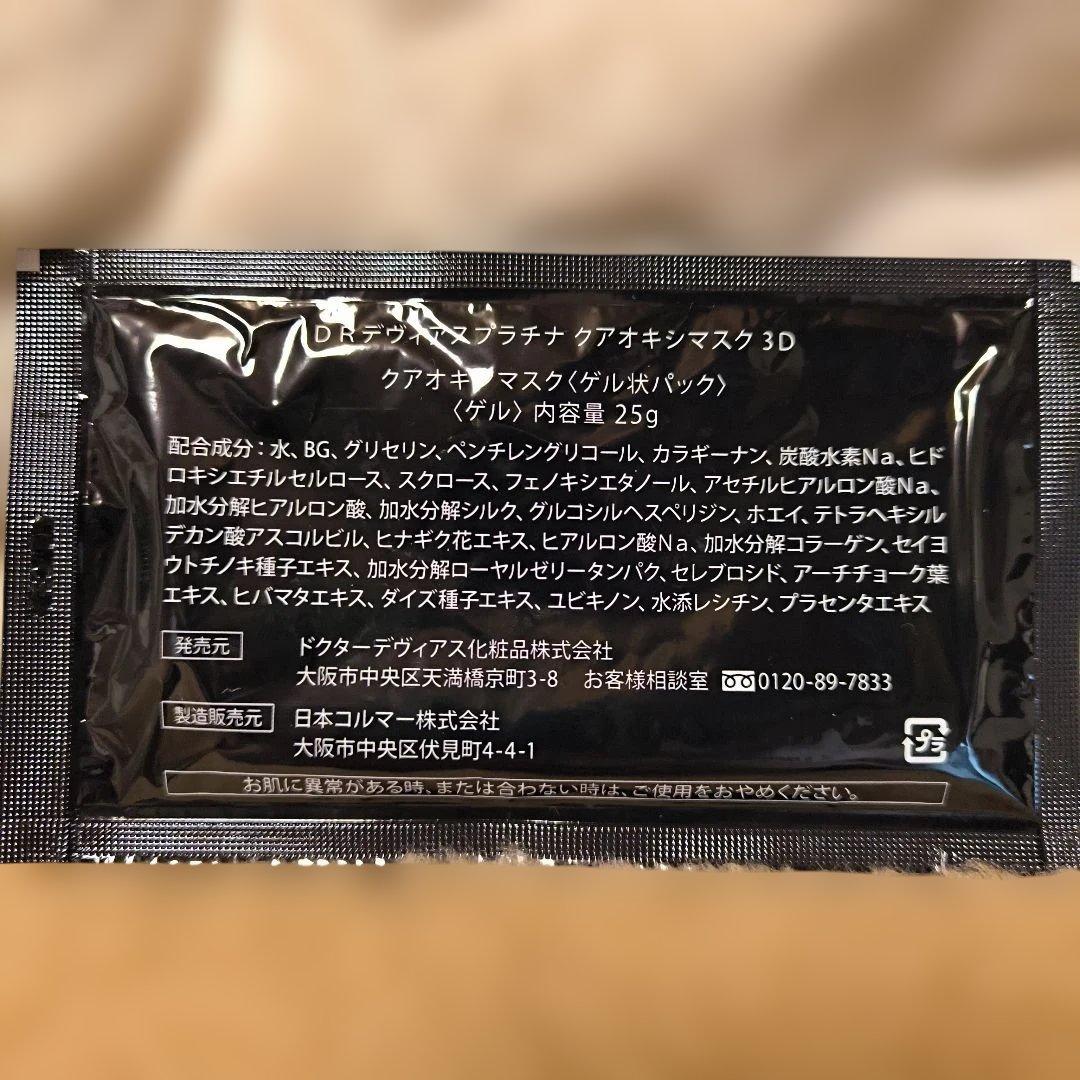 DRデヴィアスプラチナ クアオキシマスク 3D
クアオキシマスク〈ゲル状パック〉
〈ゲル〉内容量 25g
配合成分：水、BG、グリセリン、ペンチレングリコール、カラギーナン、炭酸水素Na、ヒド
ロキシエチルセルロース、スクロース、フェノキシエタノール、アセチルヒアルロン酸Na、
加水分解ヒアルロン酸、加水分解シルク、グルコシルヘスペリジン、ホエイ、テトラヘキシル
デカン酸アスコルビル、ヒナギク花エキス、ヒアルロン酸Na、加水分解コラーゲン、セイヨ
ウトチノキ種子エキス、加水分解ローヤルゼリータンパク、セレブロシド、アーチチョーク葉
エキス、ヒバマタエキス、ダイズ種子エキス、ユビキノン、水添レシチン、プラセンタエキス
発売元 ドクターデヴィアス化粧品株式会社
大阪市中央区天満橋京町3-8 お客様相談室 0120-89-7833
製造販売元 日本コルマー株式会社
大阪市中央区伏見町4-4-1
プラ
お肌に異常がある時、または合わない時は、ご使用をおやめください。